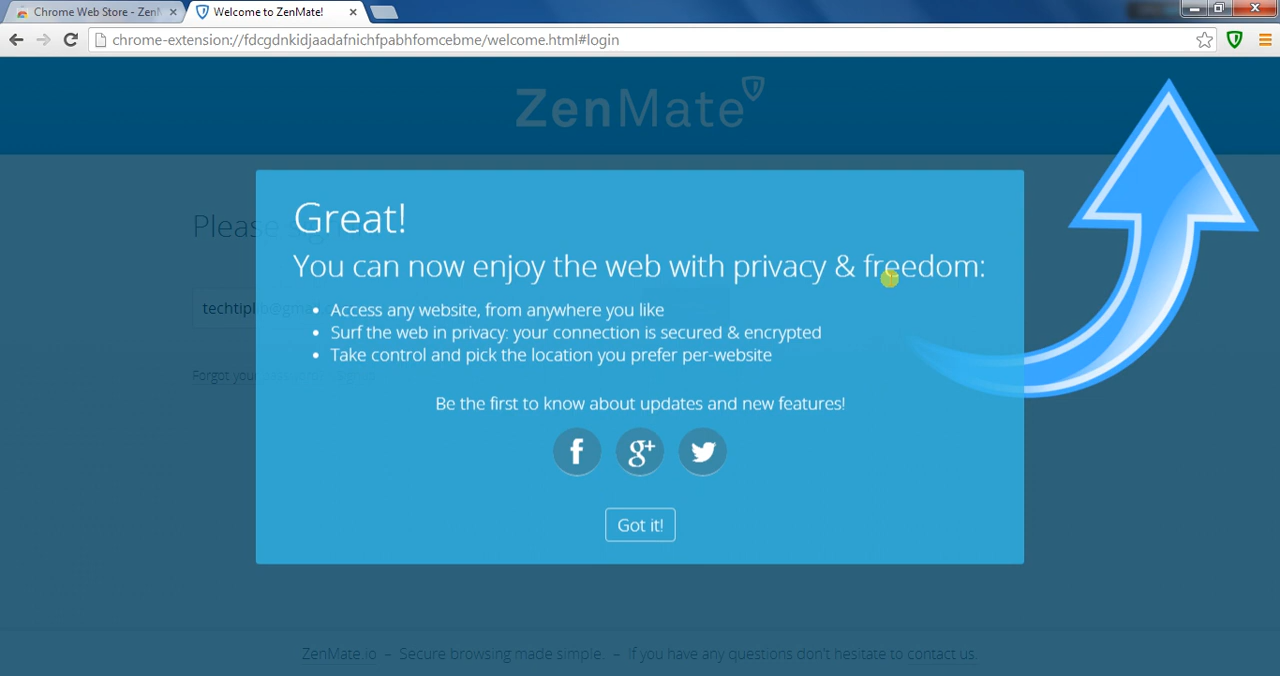 Chrome Web Store - Zen
Welcome to ZenMate!
chrome-extension://fdcgdnkidjaadafnichfpabhfomcebme/welcome.html#login
ZenMate
Please
Great!
You can now enjoy the web with privacy & freedom:
techtip
Access any website, from anywhere you like
Surf the web in privacy: your connection is secured & encrypted
Take control and pick the location you prefer per-website
Forgot your
Be the first to know about updates and new features!
f g+
Got it!
ZenMate.io – Secure browsing made simple. – If you have any questions don't hesitate to contact us.